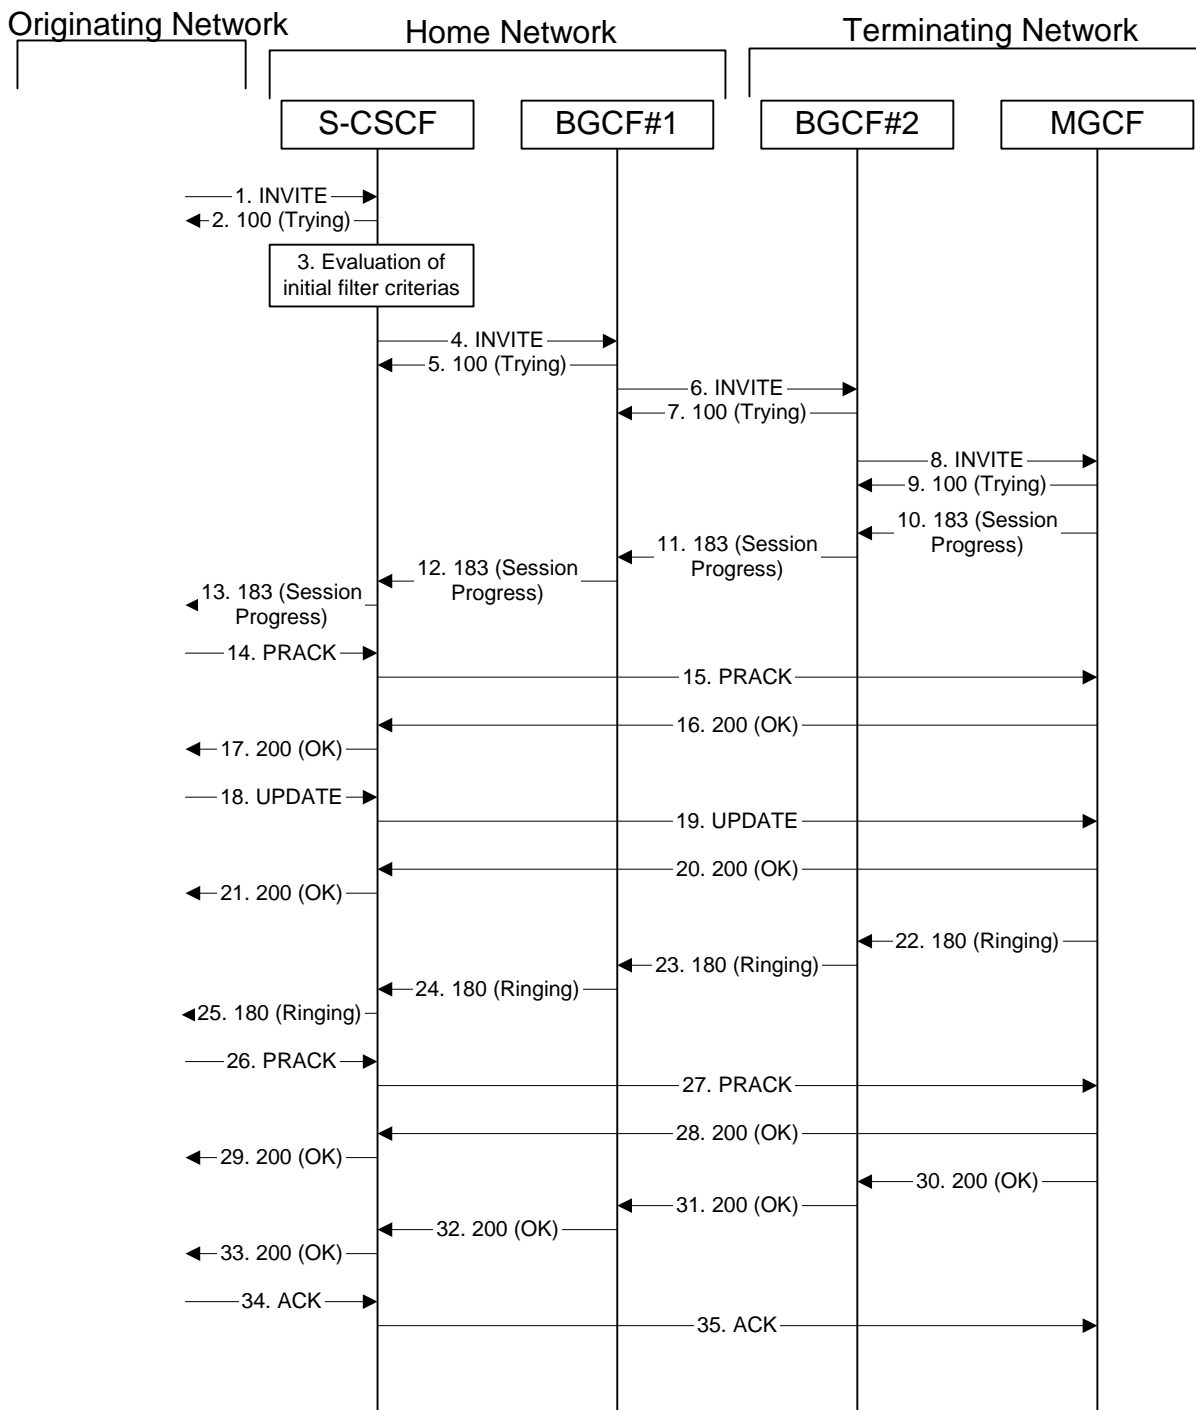 Originating Network
Home Network
Terminating Network
S-CSCF
BGCF#1
BGCF#2
MGCF
1. INVITE
2. 100 (Trying)
3. Evaluation of
initial filter criterias
4. INVITE
5. 100 (Trying)
6. INVITE
7. 100 (Trying)
8. INVITE
9. 100 (Trying)
10. 183 (Session
Progress)
11. 183 (Session
Progress)
12. 183 (Session
Progress)
13. 183 (Session
Progress)
14. PRACK
15. PRACK
16. 200 (OK)
17. 200 (OK)
18. UPDATE
19. UPDATE
20. 200 (OK)
21. 200 (OK)
22. 180 (Ringing)
23. 180 (Ringing)
24. 180 (Ringing)
25. 180 (Ringing)
26. PRACK
27. PRACK
28. 200 (OK)
29. 200 (OK)
30. 200 (OK)
31. 200 (OK)
32. 200 (OK)
33. 200 (OK)
34. ACK
35. ACK